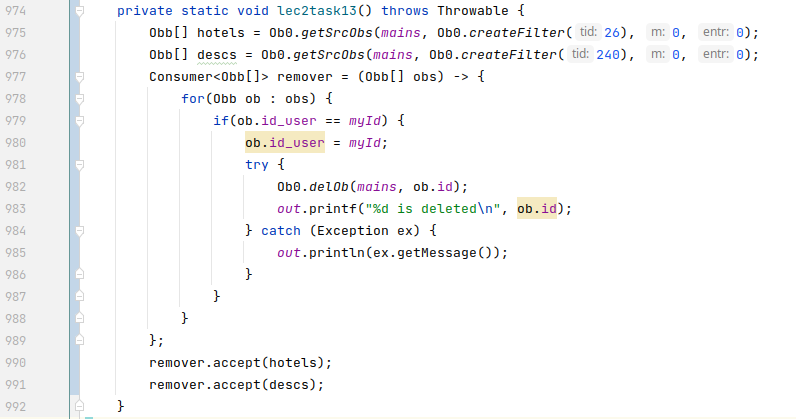 974 private static void lec2task13() throws Throwable {
975 Obb[] hotels = Ob0.getSrcObs(mains, Ob0.createFilter( tid: 26), m: 0, entr: 0);
976 Obb[] descs = Ob0.getSrcObs(mains, Ob0.createFilter( tid: 240), m: 0, entr: 0);
977 Consumer<Obb[]> remover = (Obb[] obs) -> {
978 for(Obb ob : obs) {
979 if(ob.id_user == myId) {
980 ob.id_user = myId;
981 try {
982 Ob0.delOb(mains, ob.id);
983 out.printf("%d is deleted\n", ob.id);
984 } catch (Exception ex) {
985 out.println(ex.getMessage());
986 }
987 }
988 }
989 };
990 remover.accept(hotels);
991 remover.accept(descs);
992 }